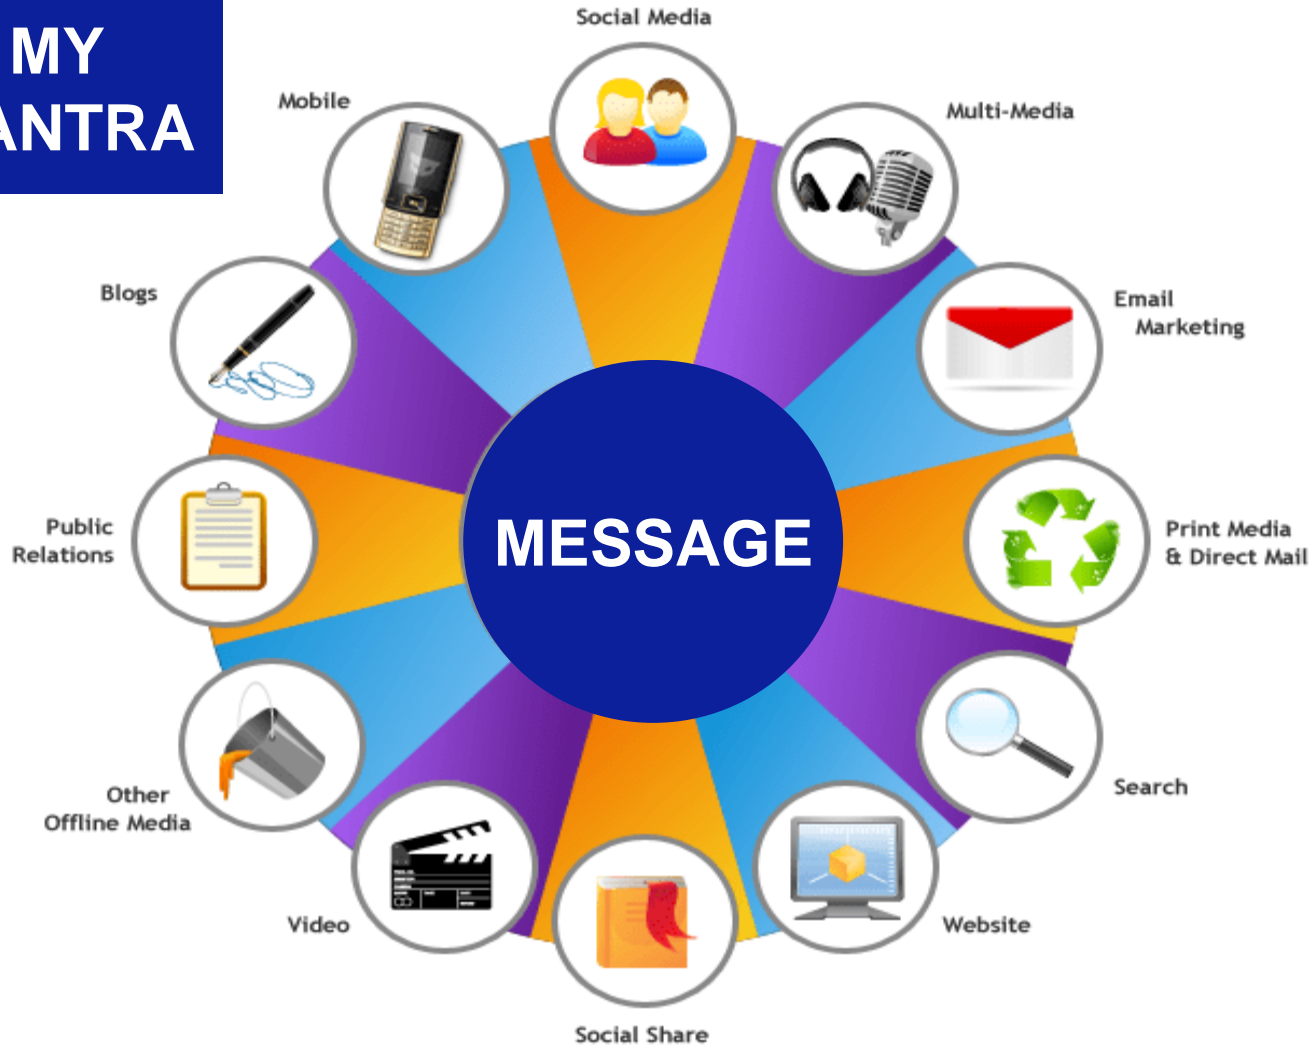 MY
ANTRA
Social Media
Mobile
Multi-Media
Blogs
Email
Marketing
MESSAGE
Public
Relations
Print Media
& Direct Mail
Other
Offline Media
Search
Video
Website
Social Share